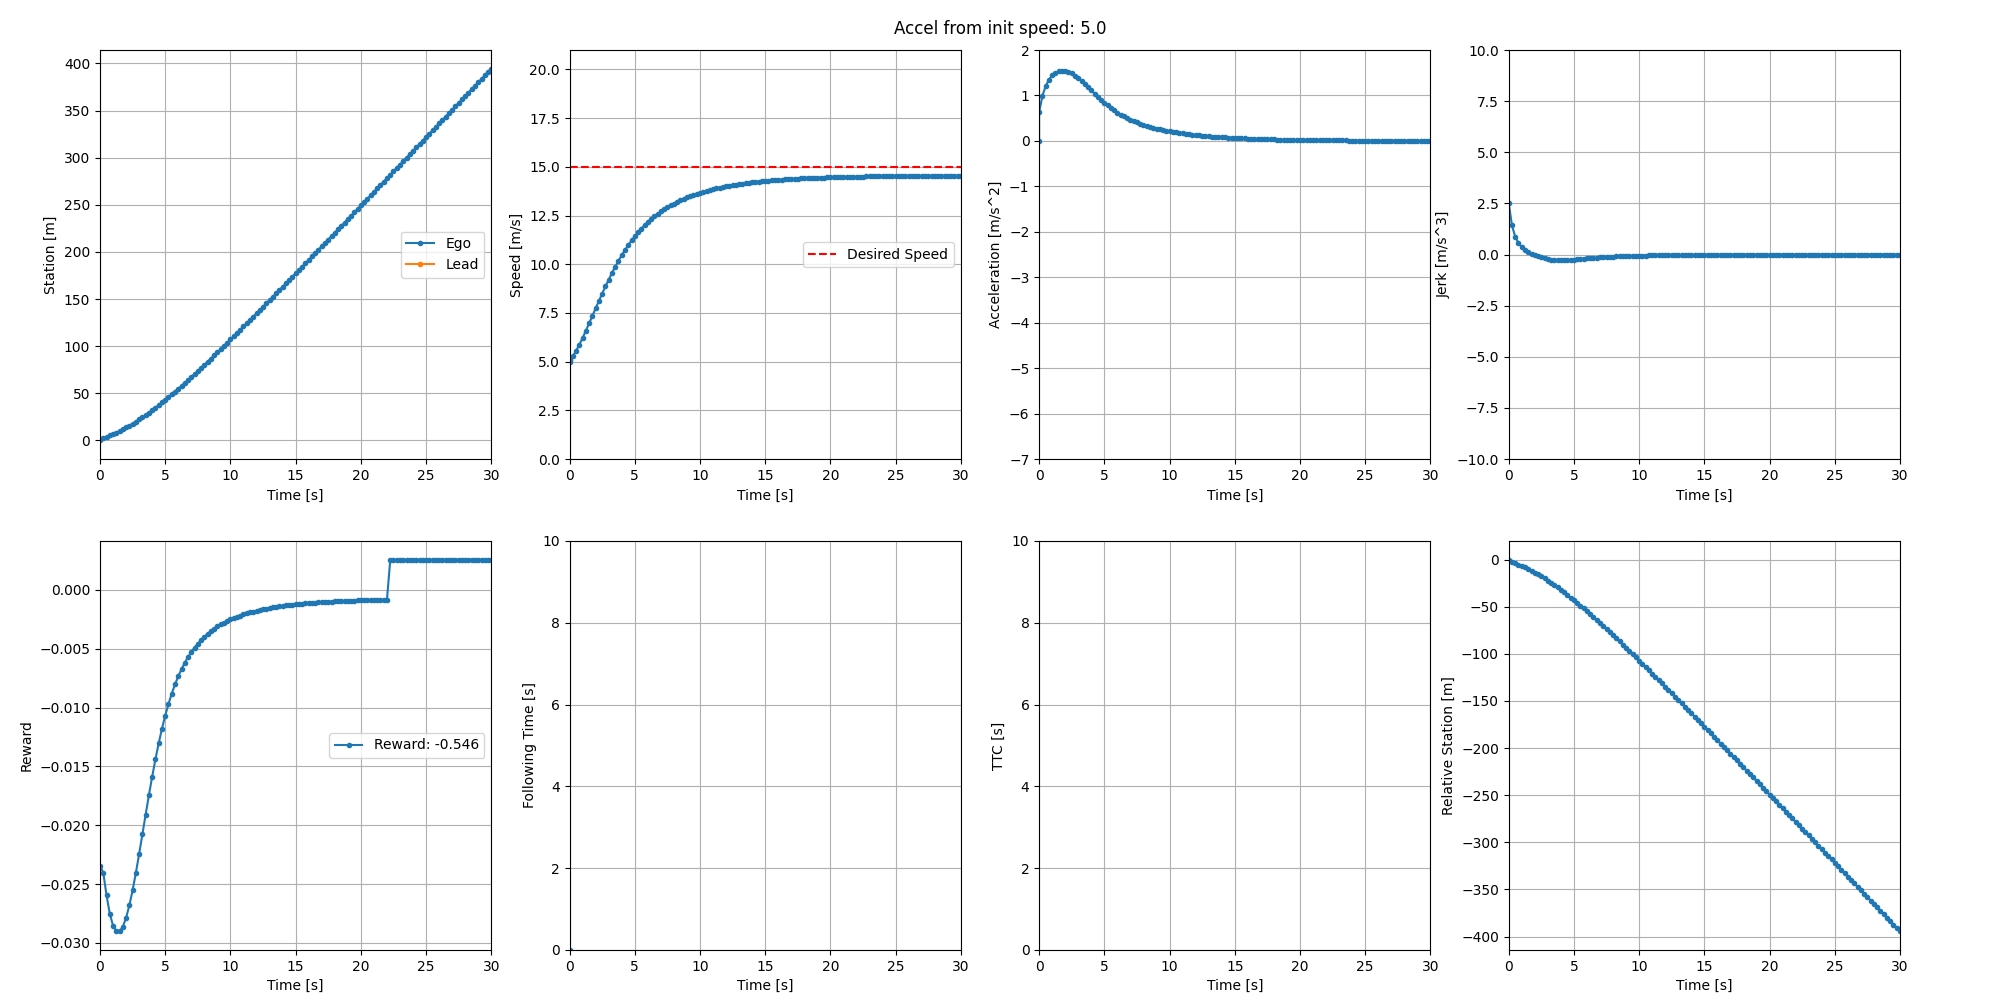 Accel from init speed: 5.0
Station [m]
400
350
300
250
200
150
100
50
0
Ego
Lead
0 5 10 15 20 25 30
Time [s]
Speed [m/s]
20.0
17.5
15.0
12.5
10.0
7.5
5.0
2.5
0.0
Desired Speed
0 5 10 15 20 25 30
Time [s]
Acceleration [m/s^2]
2
1
0
−1
−2
−3
−4
−5
−6
−7
0 5 10 15 20 25 30
Time [s]
Jerk [m/s^3]
10.0
7.5
5.0
2.5
0.0
−2.5
−5.0
−7.5
−10.0
0 5 10 15 20 25 30
Time [s]
Reward
0.000
−0.005
−0.010
−0.015
−0.020
−0.025
−0.030
Reward: -0.546
0 5 10 15 20 25 30
Time [s]
Following Time [s]
10
8
6
4
2
0
0 5 10 15 20 25 30
Time [s]
TTC [s]
10
8
6
4
2
0
0 5 10 15 20 25 30
Time [s]
Relative Station [m]
0
−50
−100
−150
−200
−250
−300
−350
−400
0 5 10 15 20 25 30
Time [s]